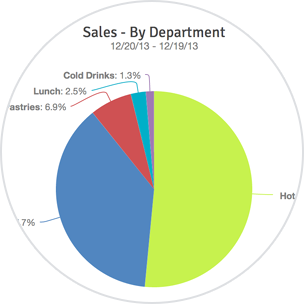 Sales - By Department
12/20/13 - 12/19/13
Cold Drinks: 1.3%
Lunch: 2.5%
astries: 6.9%
Hot
7%